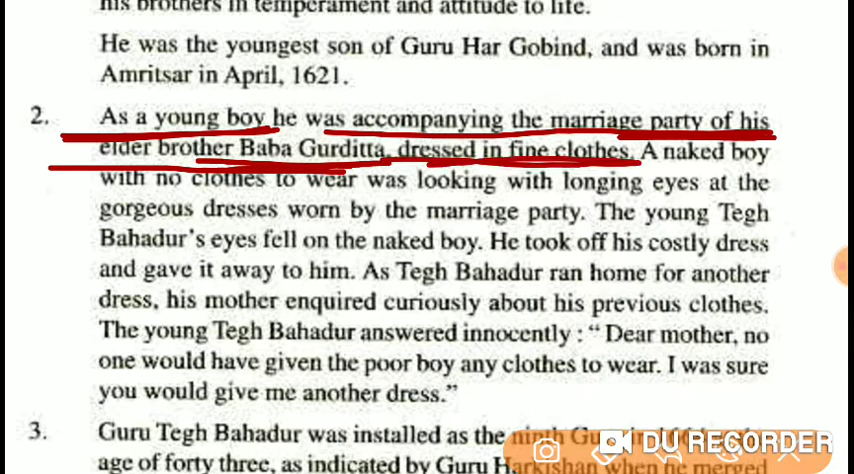 his brothers in temperament and attitude to life.
He was the youngest son of Guru Har Gobind, and was born in
Amritsar in April, 1621.
2. As a young boy he was accompanying the marriage party of his
elder brother Baba Gurditta, dressed in fine clothes. A naked boy
with no clothes to wear was looking with longing eyes at the
gorgeous dresses worn by the marriage party. The young Tegh
Bahadur's eyes fell on the naked boy. He took off his costly dress
and gave it away to him. As Tegh Bahadur ran home for another
dress, his mother enquired curiously about his previous clothes.
The young Tegh Bahadur answered innocently : “ Dear mother, no
one would have given the poor boy any clothes to wear. I was sure
you would give me another dress.”
3. Guru Tegh Bahadur was installed as the ninth Guru in
DU RECORDER
age of forty three, as indicated by Guru Harkishan when he merged